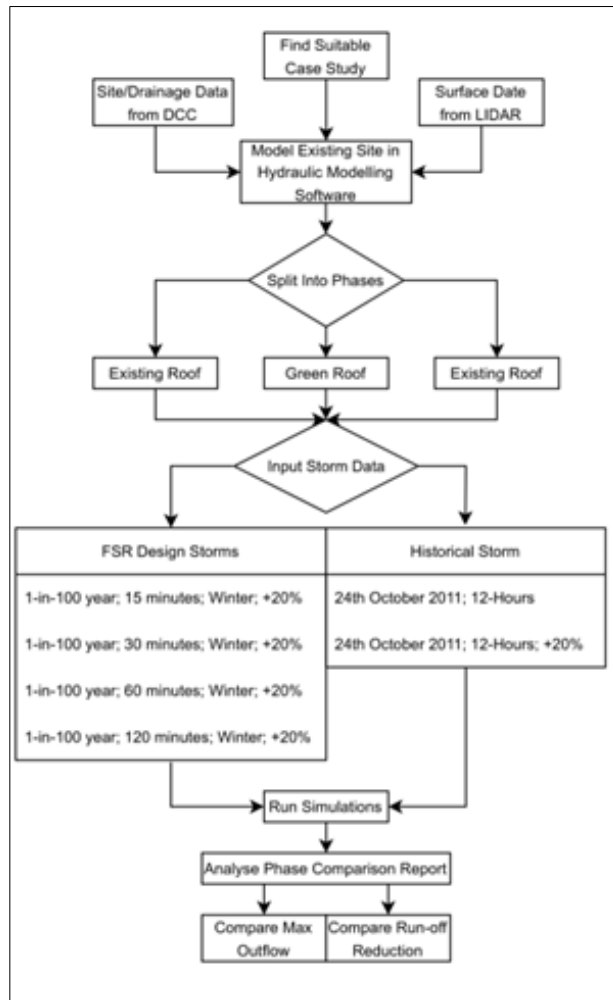 Find Suitable
Case Study
Site/Drainage Data
from DCC
Surface Date
from LIDAR
Model Existing Site in
Hydraulic Modelling
Software
Split Into Phases
Existing Roof
Green Roof
Existing Roof
Input Storm Data
FSR Design Storms
1-in-100 year; 15 minutes; Winter; +20%
1-in-100 year; 30 minutes; Winter; +20%
1-in-100 year; 60 minutes; Winter; +20%
1-in-100 year; 120 minutes; Winter; +20%
Historical Storm
24th October 2011; 12-Hours
24th October 2011; 12-Hours; +20%
Run Simulations
Analyse Phase Comparison Report
Compare Max
Outflow
Compare Run-off
Reduction